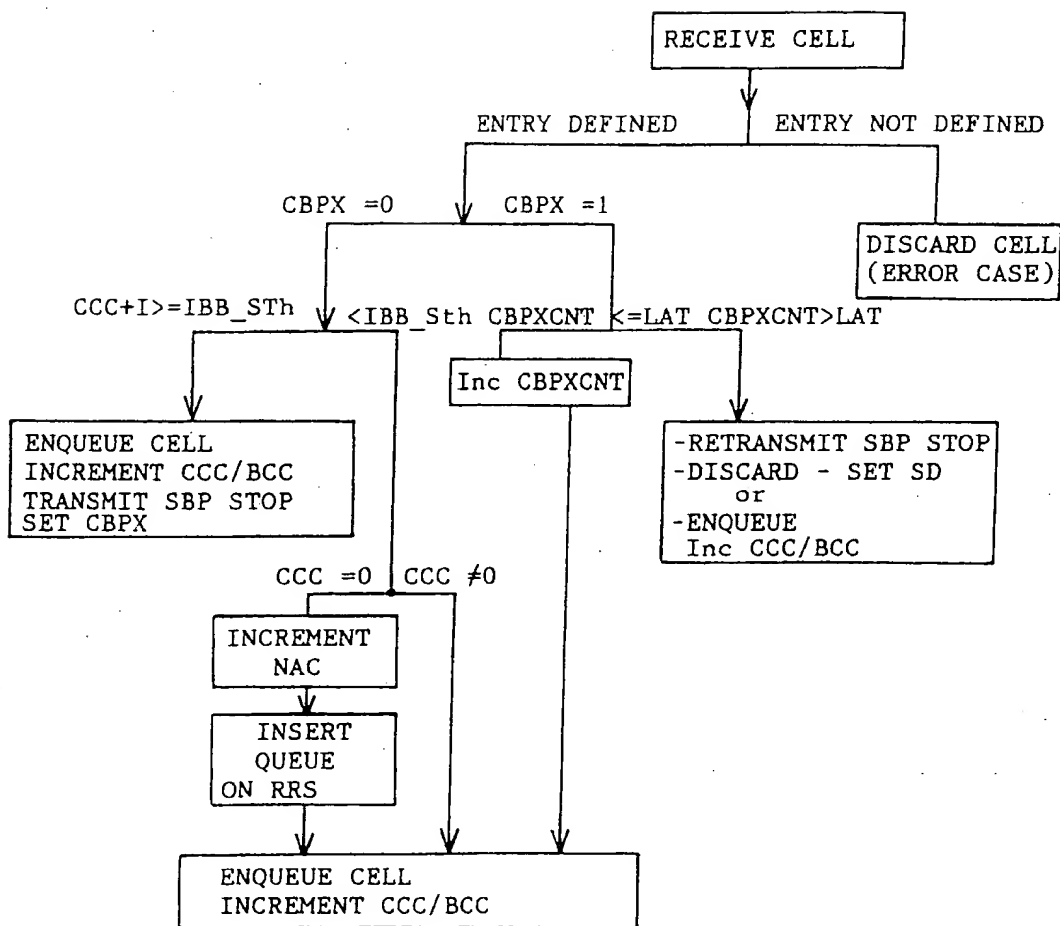 RECEIVE CELL
ENTRY DEFINED
ENTRY NOT DEFINED
CBPX =0
CBPX =1
DISCARD CELL
(ERROR CASE)
CCC+I>=IBB_STh
<IBB_Sth
CBPXCNT <=LAT
CBPXCNT>LAT
Inc CBPXCNT
ENQUEUE CELL
INCREMENT CCC/BCC
TRANSMIT SBP STOP
SET CBPX
-RETRANSMIT SBP STOP
-DISCARD - SET SD
or
-ENQUEUE
Inc CCC/BCC
CCC =0
CCC ≠0
INCREMENT
NAC
INSERT
QUEUE
ON RRS
ENQUEUE CELL
INCREMENT CCC/BCC